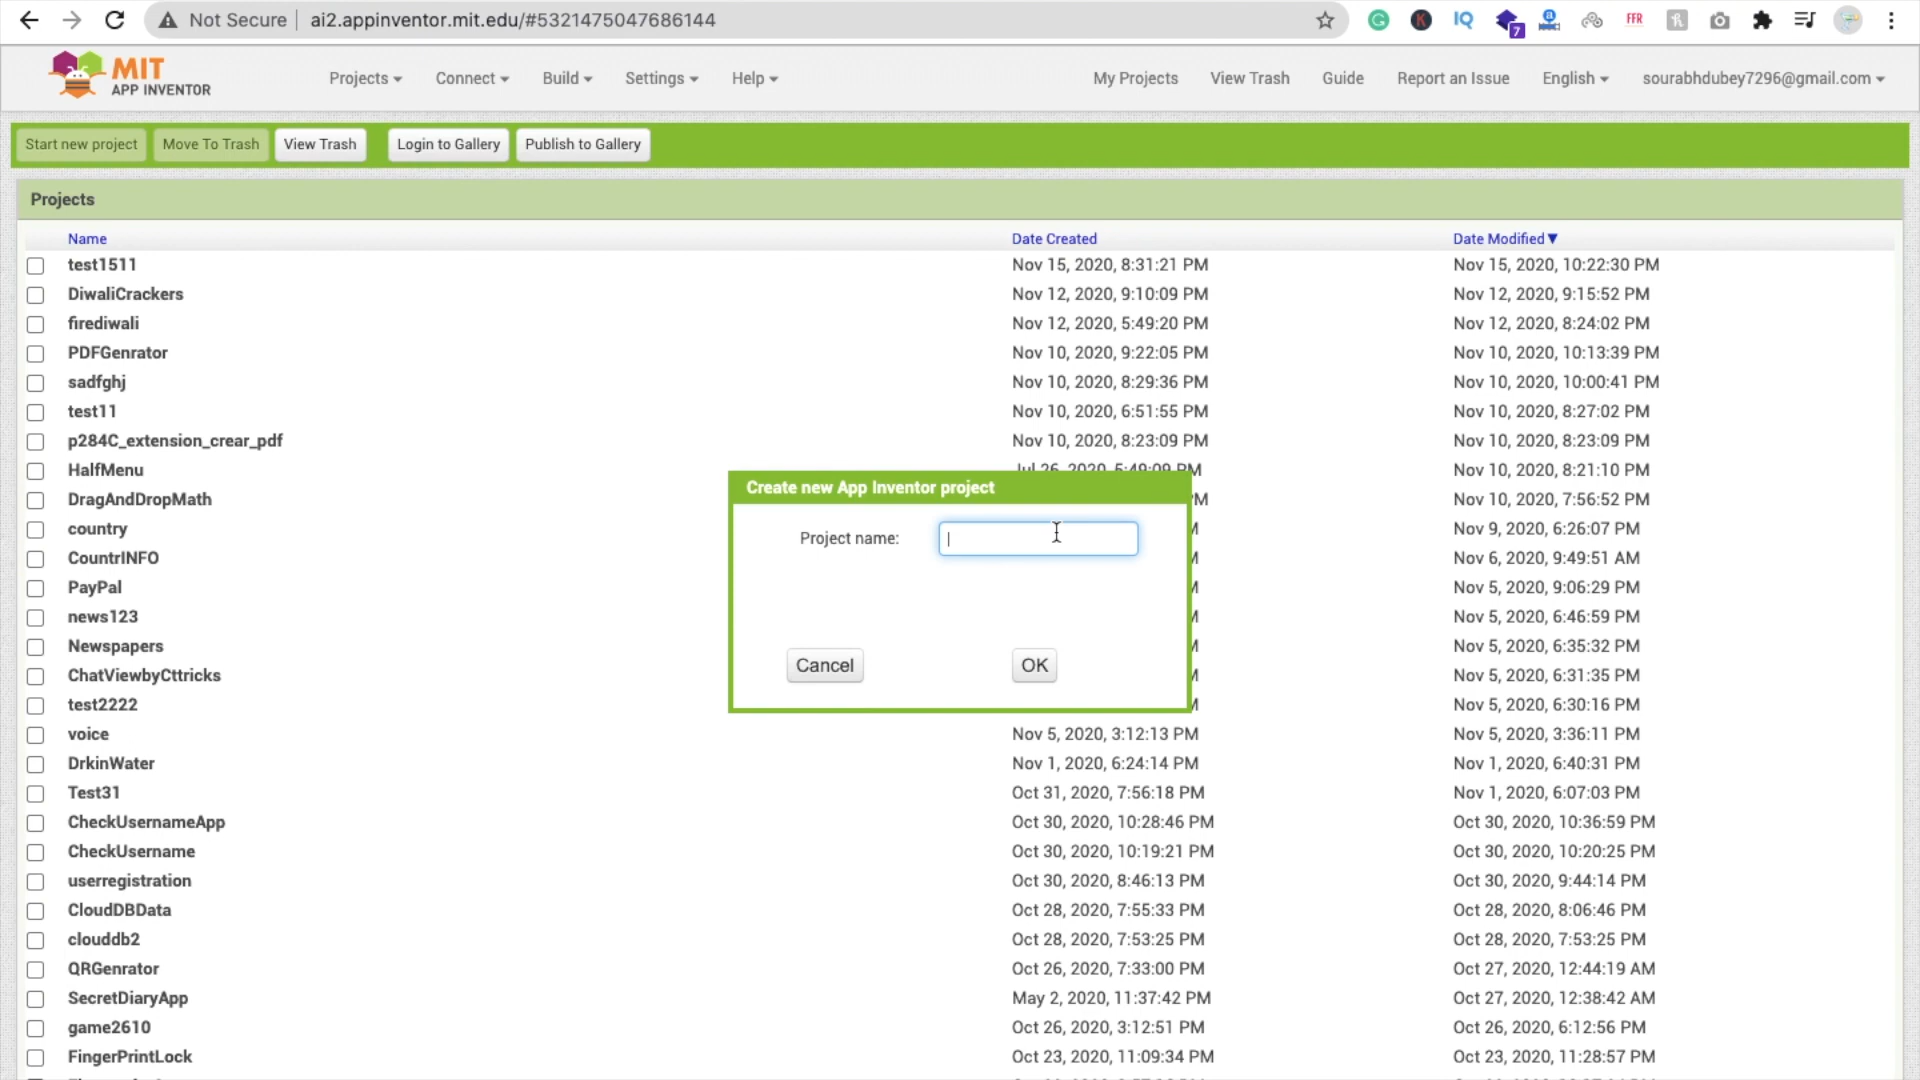 Not Secure | ai2.appinventor.mit.edu/#5321475047686144
K IQ 7 a FFR
MIT APP INVENTOR
Projects Connect Build Settings Help My Projects View Trash Guide Report an Issue English sourabhdubey7296@gmail.com
Start new project Move To Trash View Trash Login to Gallery Publish to Gallery
Projects
Name Date Created Date Modified▼
test1511 Nov 15, 2020, 8:31:21 PM Nov 15, 2020, 10:22:30 PM
DiwaliCrackers Nov 12, 2020, 9:10:09 PM Nov 12, 2020, 9:15:52 PM
firediwali Nov 12, 2020, 5:49:20 PM Nov 12, 2020, 8:24:02 PM
PDFGenrator Nov 10, 2020, 9:22:05 PM Nov 10, 2020, 10:13:39 PM
sadfghj Nov 10, 2020, 8:29:36 PM Nov 10, 2020, 10:00:41 PM
test11 Nov 10, 2020, 6:51:55 PM Nov 10, 2020, 8:27:02 PM
p284C_extension_crear_pdf Nov 10, 2020, 8:23:09 PM Nov 10, 2020, 8:23:09 PM
HalfMenu Jul 26, 2020, 5:49:09 PM Nov 10, 2020, 8:21:10 PM
Create new App Inventor project
DragAndDropMath M Nov 10, 2020, 7:56:52 PM
country Nov 9, 2020, 6:26:07 PM
Project name:
CountrINFO Nov 6, 2020, 9:49:51 AM
PayPal Nov 5, 2020, 9:06:29 PM
news123 Nov 5, 2020, 6:46:59 PM
Newspapers Nov 5, 2020, 6:35:32 PM
Cancel OK
ChatViewbyCttricks Nov 5, 2020, 6:31:35 PM
test2222 Nov 5, 2020, 6:30:16 PM
voice Nov 5, 2020, 3:12:13 PM Nov 5, 2020, 3:36:11 PM
DrkinWater Nov 1, 2020, 6:24:14 PM Nov 1, 2020, 6:40:31 PM
Test31 Oct 31, 2020, 7:56:18 PM Nov 1, 2020, 6:07:03 PM
CheckUsernameApp Oct 30, 2020, 10:28:46 PM Oct 30, 2020, 10:36:59 PM
CheckUsername Oct 30, 2020, 10:19:21 PM Oct 30, 2020, 10:20:25 PM
userregistration Oct 30, 2020, 8:46:13 PM Oct 30, 2020, 9:44:14 PM
CloudDBData Oct 28, 2020, 7:55:33 PM Oct 28, 2020, 8:06:46 PM
clouddb2 Oct 28, 2020, 7:53:25 PM Oct 28, 2020, 7:53:25 PM
QRGenrator Oct 26, 2020, 7:33:00 PM Oct 27, 2020, 12:44:19 AM
SecretDiaryApp May 2, 2020, 11:37:42 PM Oct 27, 2020, 12:38:42 AM
game2610 Oct 26, 2020, 3:12:51 PM Oct 26, 2020, 6:12:56 PM
FingerPrintLock Oct 23, 2020, 11:09:34 PM Oct 23, 2020, 11:28:57 PM